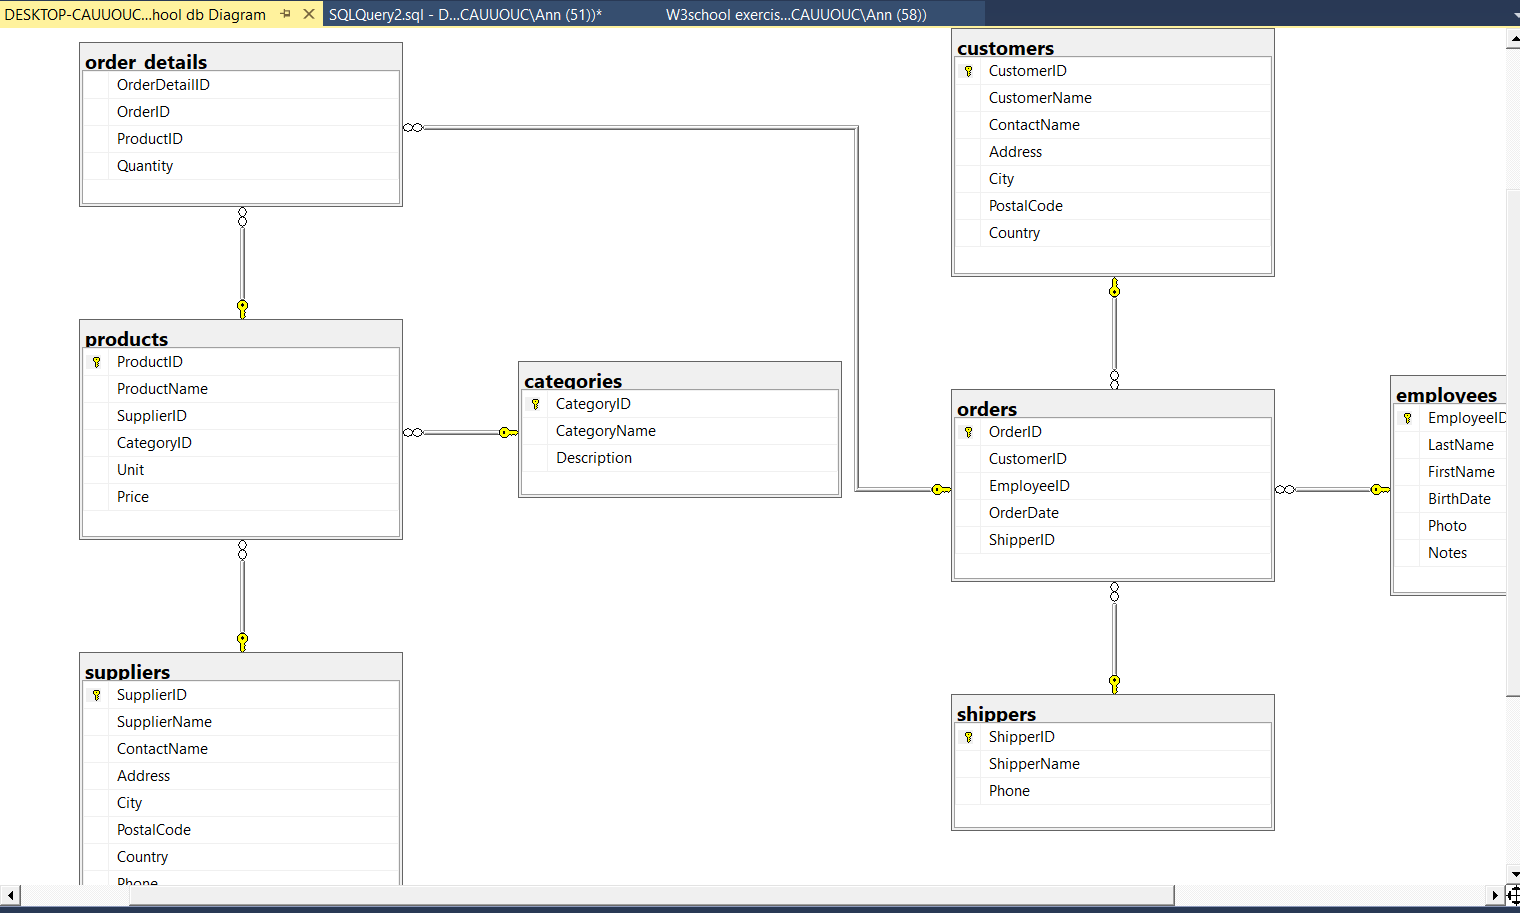 DESKTOP-CAUUOUC...hool db Diagram
SQLQuery2.sql - D...CAUUOUC\Ann (51))*
W3school exercis...CAUUOUC\Ann (58))
order_details
OrderDetailID
OrderID
ProductID
Quantity
products
ProductID
ProductName
SupplierID
CategoryID
Unit
Price
suppliers
SupplierID
SupplierName
ContactName
Address
City
PostalCode
Country
Phone
categories
CategoryID
CategoryName
Description
customers
CustomerID
CustomerName
ContactName
Address
City
PostalCode
Country
orders
OrderID
CustomerID
EmployeeID
OrderDate
ShipperID
shippers
ShipperID
ShipperName
Phone
employees
EmployeeID
LastName
FirstName
BirthDate
Photo
Notes